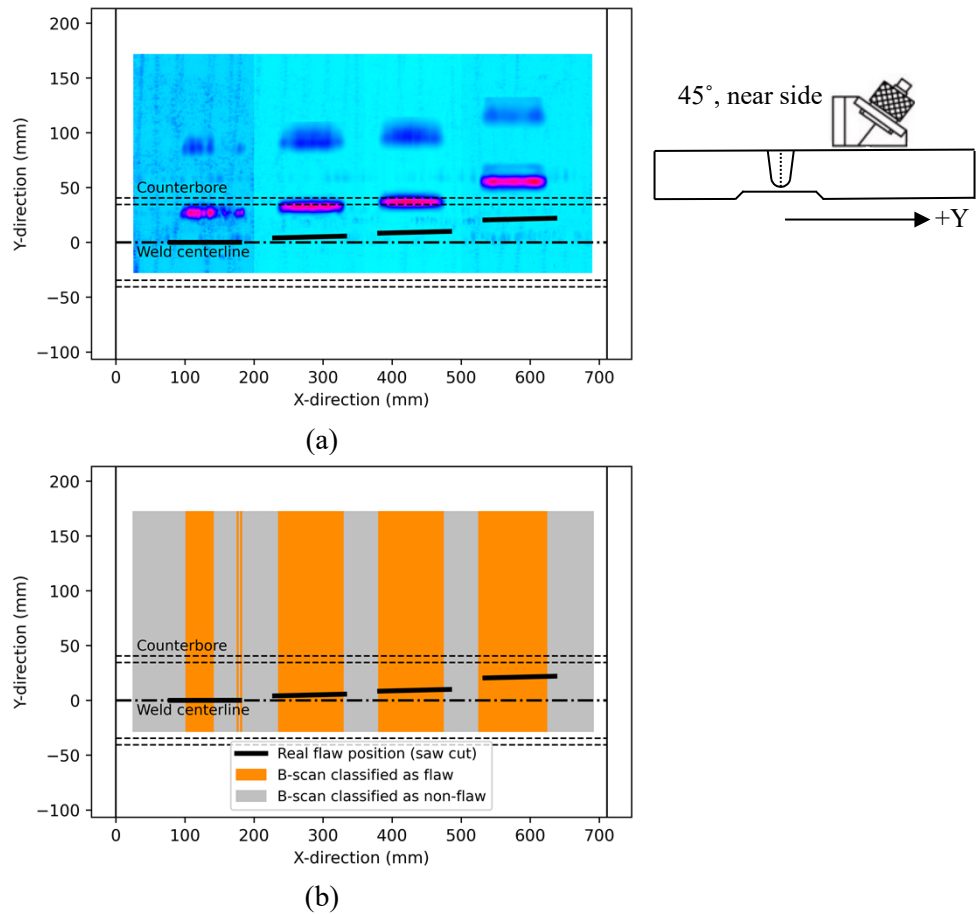 200
150
100
50
0
−50
−100
Y-direction (mm)
Counterbore
Weld centerline
0 100 200 300 400 500 600 700
X-direction (mm)
45˚, near side
+Y
(a)
200
150
100
50
0
−50
−100
Y-direction (mm)
Counterbore
Weld centerline
Real flaw position (saw cut)
B-scan classified as flaw
B-scan classified as non-flaw
0 100 200 300 400 500 600 700
X-direction (mm)
(b)